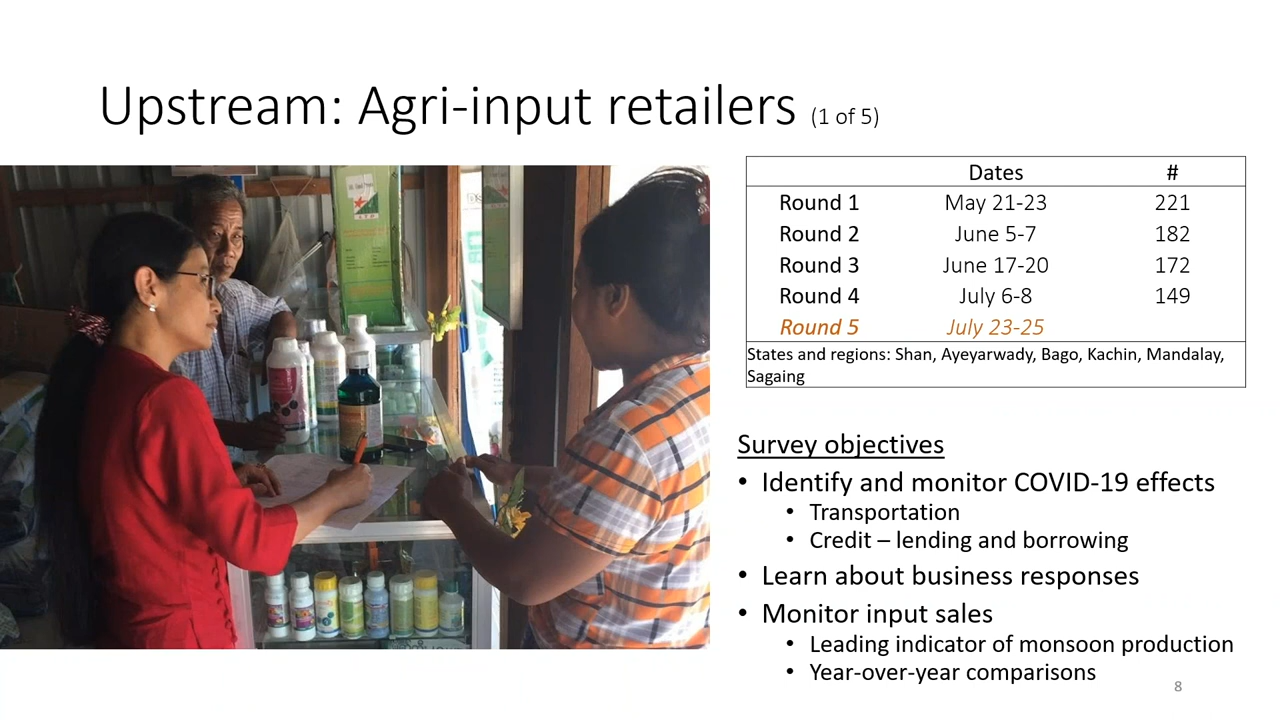 Upstream: Agri-input retailers (1 of 5)
Dates #
Round 1 May 21-23 221
Round 2 June 5-7 182
Round 3 June 17-20 172
Round 4 July 6-8 149
Round 5 July 23-25
States and regions: Shan, Ayeyarwady, Bago, Kachin, Mandalay,
Sagaing
Survey objectives
• Identify and monitor COVID-19 effects
• Transportation
• Credit – lending and borrowing
• Learn about business responses
• Monitor input sales
• Leading indicator of monsoon production
• Year-over-year comparisons
8